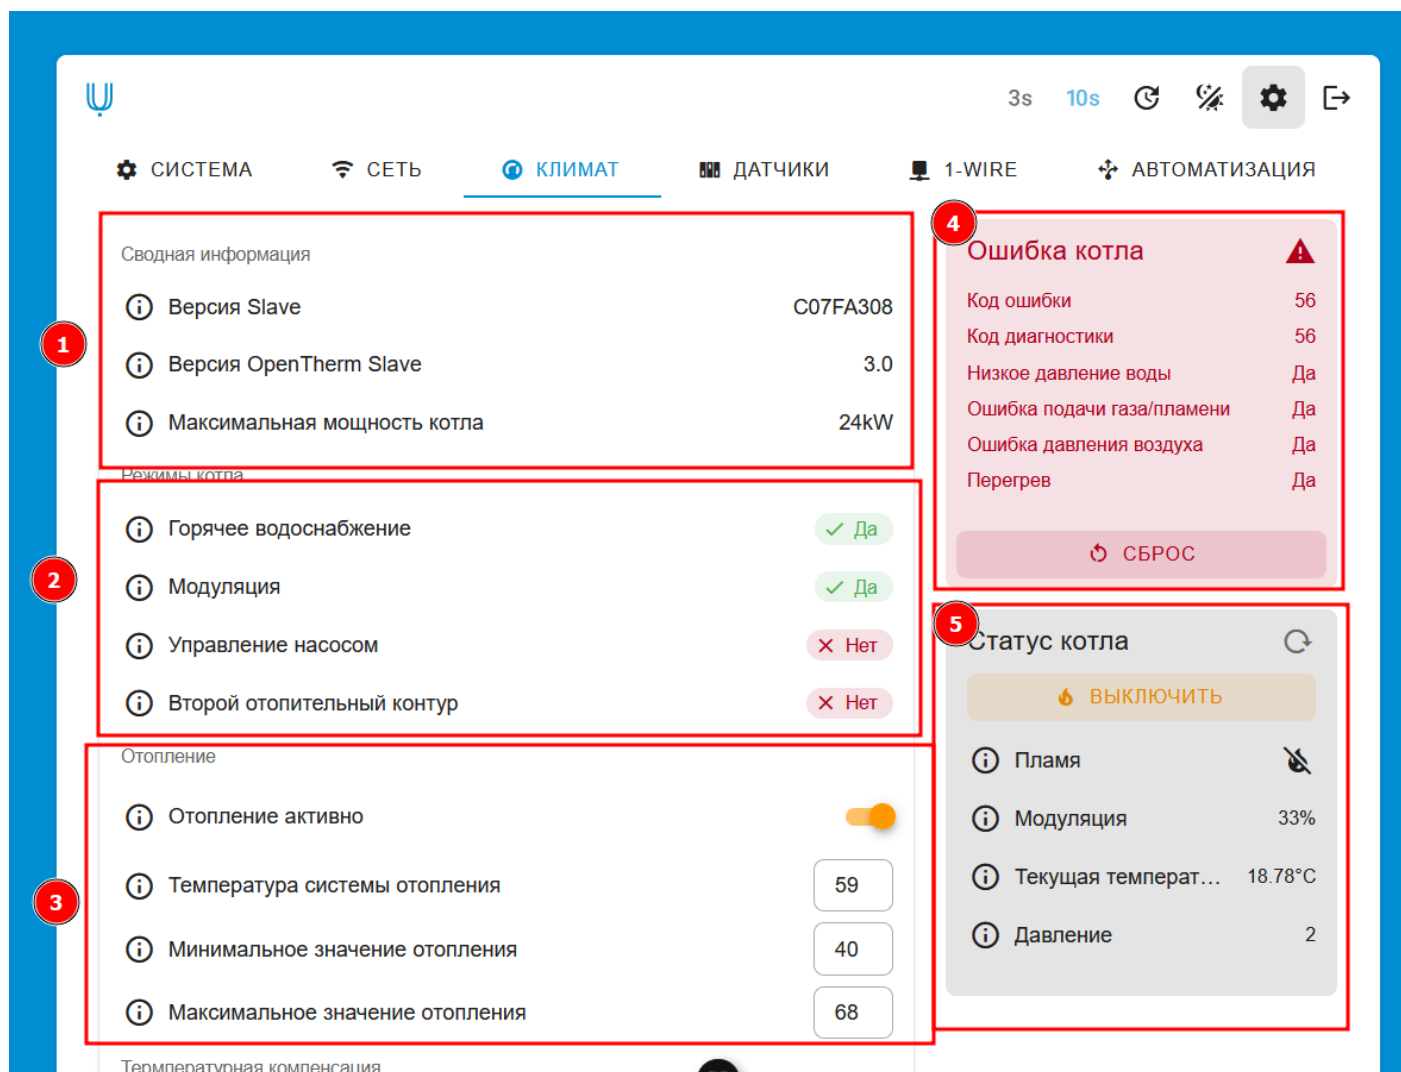 3s 10s
СИСТЕМА СЕТЬ КЛИМАТ ДАТЧИКИ 1-WIRE АВТОМАТИЗАЦИЯ
1
Сводная информация
Версия Slave C07FA308
Версия OpenTherm Slave 3.0
Максимальная мощность котла 24kW
2
Режимы котла
Горячее водоснабжение Да
Модуляция Да
Управление насосом Нет
Второй отопительный контур Нет
3
Отопление
Отопление активно
Температура системы отопления 59
Минимальное значение отопления 40
Максимальное значение отопления 68
Термпературная компенсация
4
Ошибка котла
Код ошибки 56
Код диагностики 56
Низкое давление воды Да
Ошибка подачи газа/пламени Да
Ошибка давления воздуха Да
Перегрев Да
СБРОС
5
Статус котла
ВЫКЛЮЧИТЬ
Пламя
Модуляция 33%
Текущая температ... 18.78°C
Давление 2